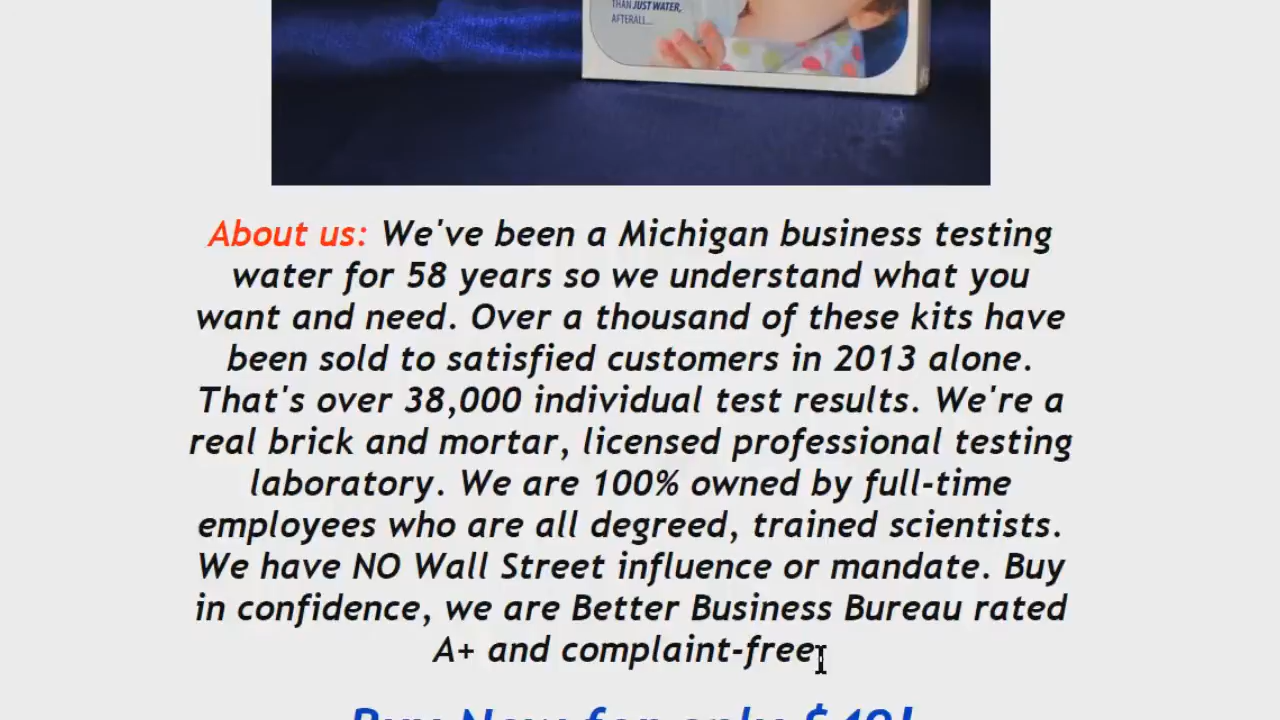 THAN JUST WATER,
AFTERALL...
About us: We've been a Michigan business testing
water for 58 years so we understand what you
want and need. Over a thousand of these kits have
been sold to satisfied customers in 2013 alone.
That's over 38,000 individual test results. We're a
real brick and mortar, licensed professional testing
laboratory. We are 100% owned by full-time
employees who are all degreed, trained scientists.
We have NO Wall Street influence or mandate. Buy
in confidence, we are Better Business Bureau rated
A+ and complaint-free
Buy Now for only $